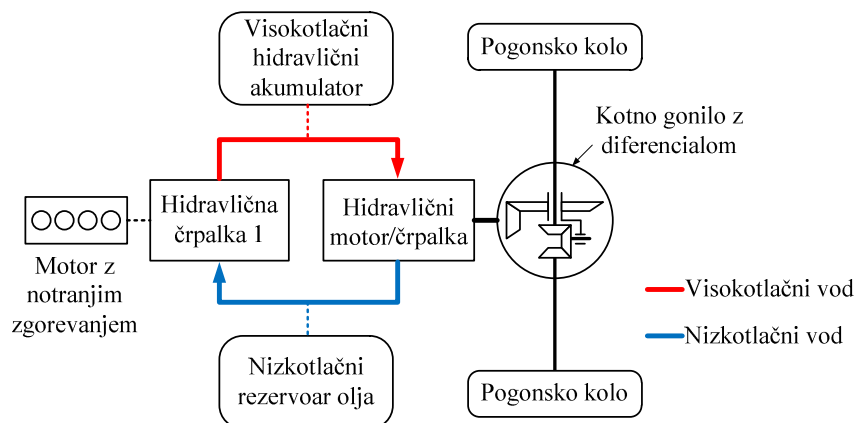 Visokotlačni
hidravlični
akumulator
Pogonsko kolo
Kotno gonilo z
diferencialom
Hidravlična
črpalka 1
Hidravlični
motor/črpalka
Motor z
notranjim
zgorevanjem
Visokotlačni vod
Nizkotlačni vod
Nizkotlačni
rezervoar olja
Pogonsko kolo